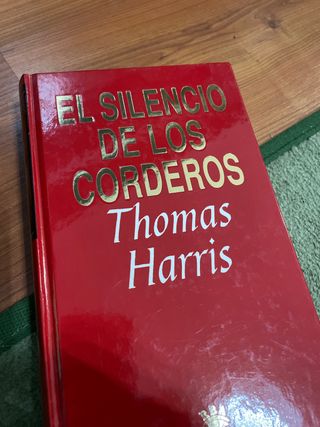 EL SILENCIO
DE LOS
CORDEROS
Thomas
Harris